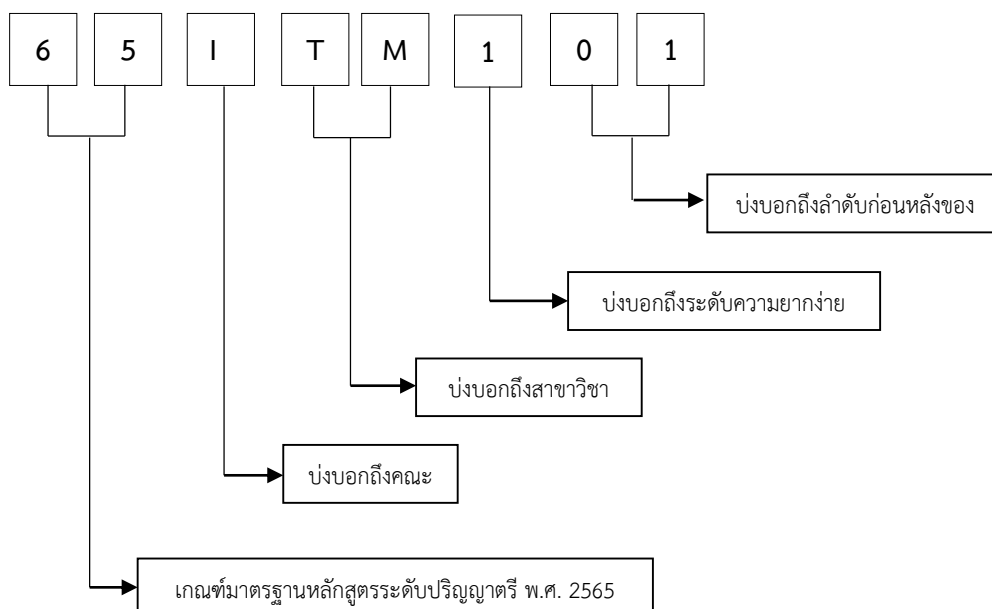 6 5 I T M 1 0 1
บ่งบอกถึงลำดับก่อนหลังของ
บ่งบอกถึงระดับความยากง่าย
บ่งบอกถึงสาขาวิชา
บ่งบอกถึงคณะ
เกณฑ์มาตรฐานหลักสูตรระดับปริญญาตรี พ.ศ. 2565